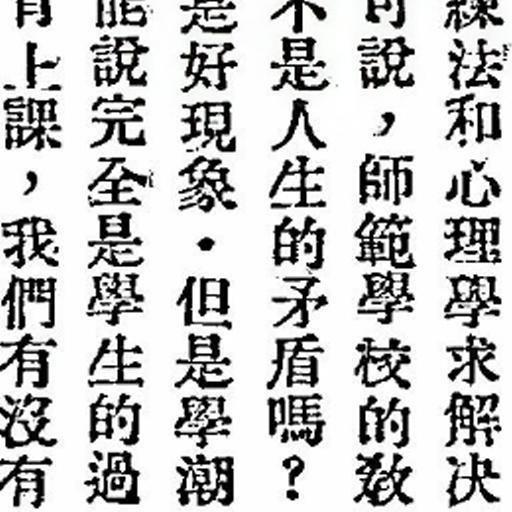 練法和心理學求解决
可說，師範學校的教
不是人生的矛盾嗎？
是好現象．但是學潮
能說完全是學生的過
有上課，我們有沒有